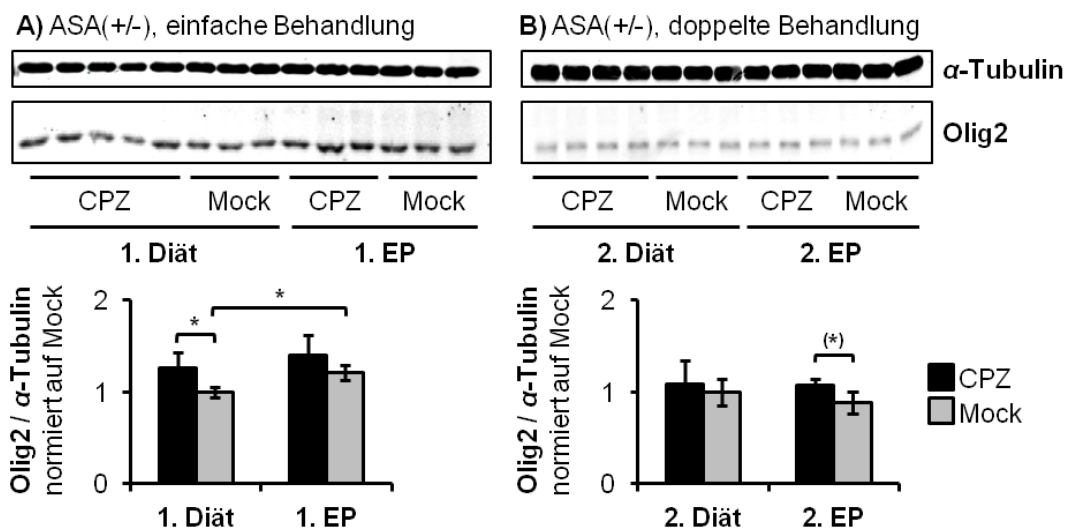 A) ASA(+/-), einfache Behandlung
CPZ Mock CPZ Mock
1. Diät 1. EP
Olig2 / α-Tubulin
normiert auf Mock
2
1
0
*
*
1. Diät 1. EP
B) ASA(+/-), doppelte Behandlung
α-Tubulin
Olig2
CPZ Mock CPZ Mock
2. Diät 2. EP
Olig2 / α-Tubulin
normiert auf Mock
2
1
0
(*)
2. Diät 2. EP
CPZ
Mock